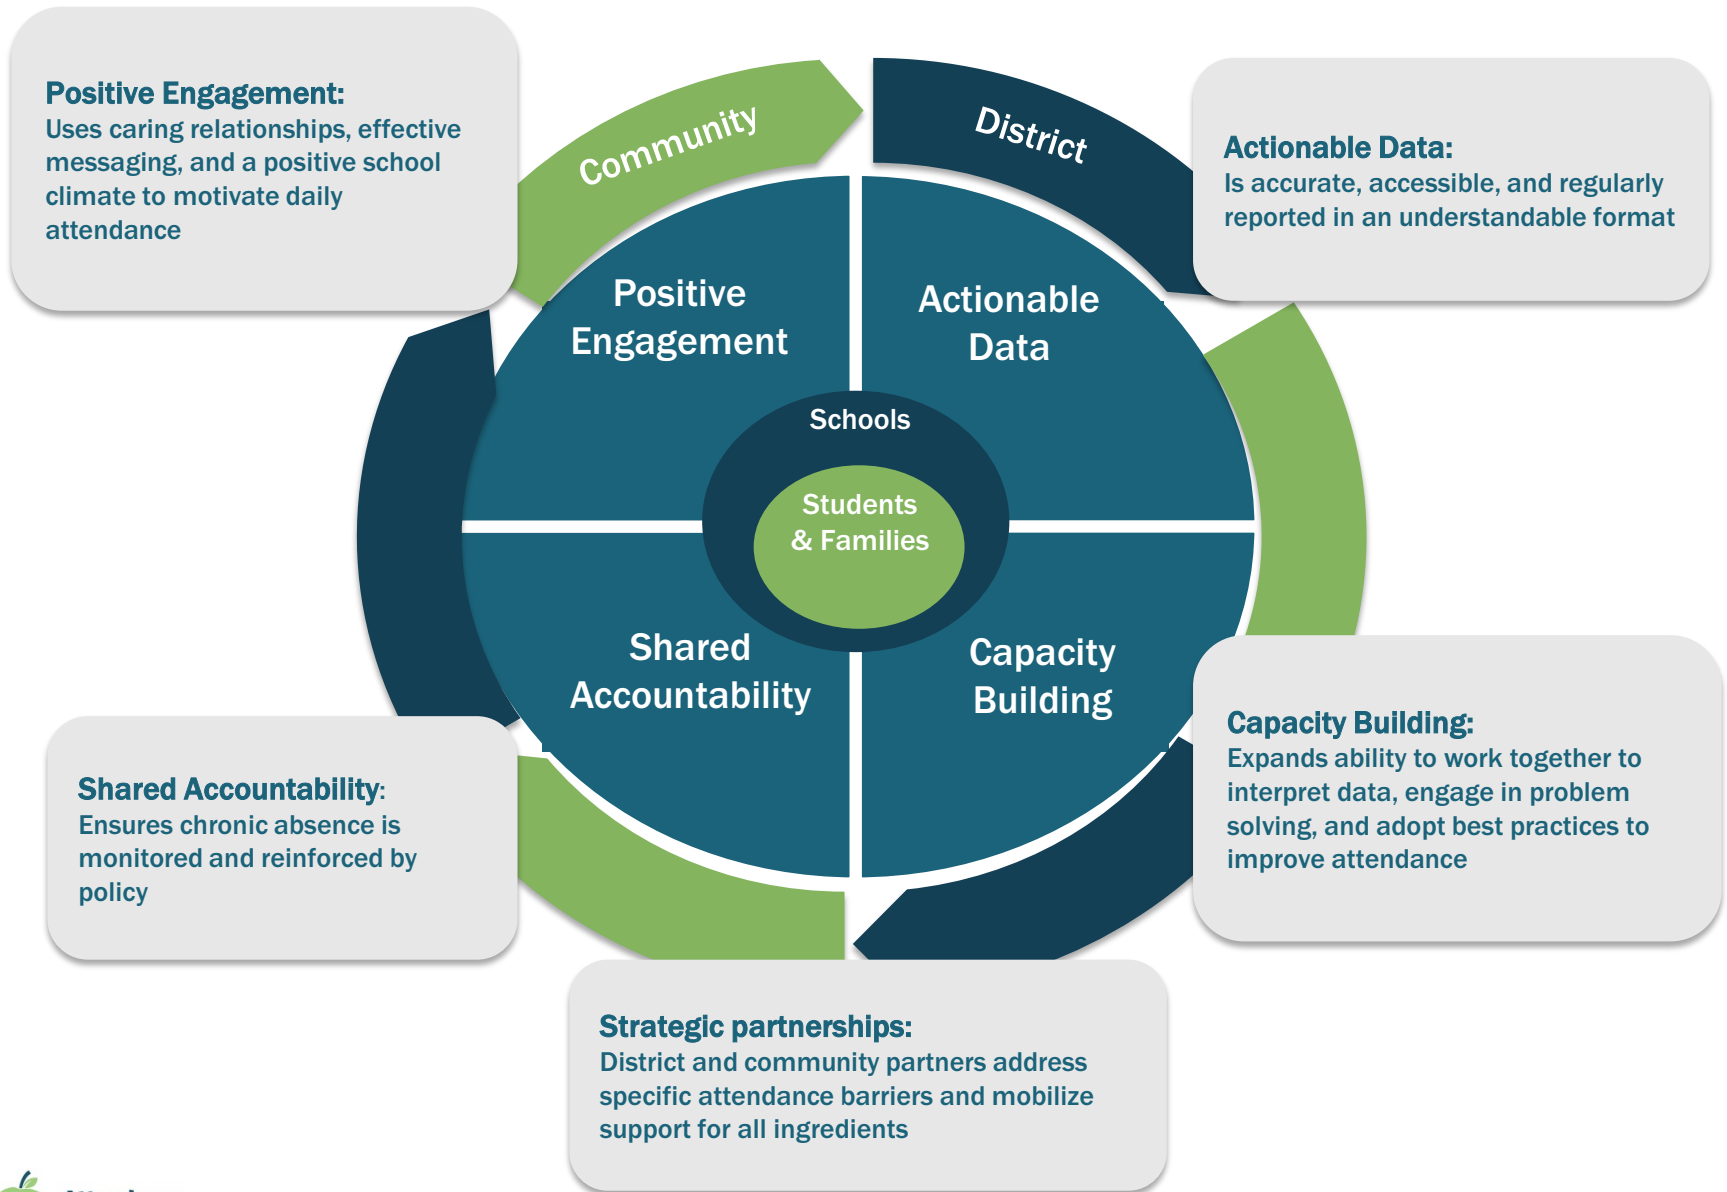 Positive Engagement:
Uses caring relationships, effective
messaging, and a positive school
climate to motivate daily
attendance
Community
District
Actionable Data:
Is accurate, accessible, and regularly
reported in an understandable format
Positive
Engagement
Actionable
Data
Schools
Students
& Families
Shared
Accountability
Capacity
Building
Shared Accountability:
Ensures chronic absence is
monitored and reinforced by
policy
Capacity Building:
Expands ability to work together to
interpret data, engage in problem
solving, and adopt best practices to
improve attendance
Strategic partnerships:
District and community partners address
specific attendance barriers and mobilize
support for all ingredients